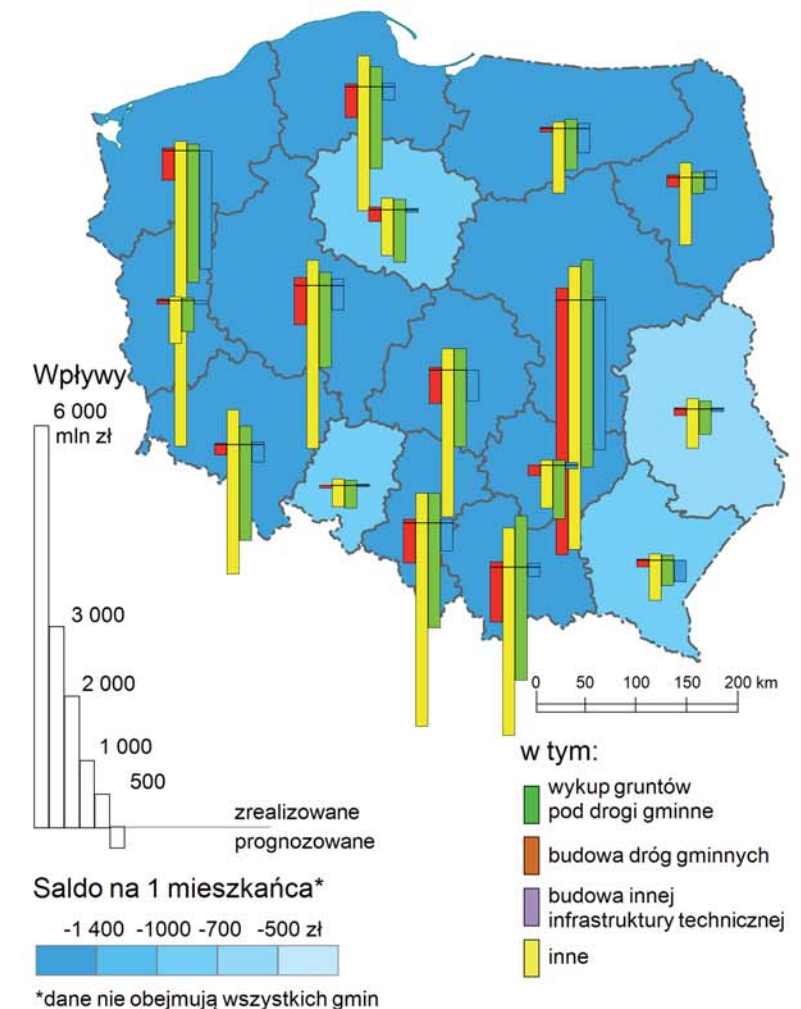 Wpływy
6 000
mln zł
3 000
2 000
1 000
500
zrealizowane
prognozowane
Saldo na 1 mieszkańca*
-1 400 -1000 -700 -500 zł
*dane nie obejmują wszystkich gmin
0 50 100 150 200 km
w tym:
wykup gruntów
pod drogi gminne
budowa dróg gminnych
budowa innej
infrastruktury technicznej
inne